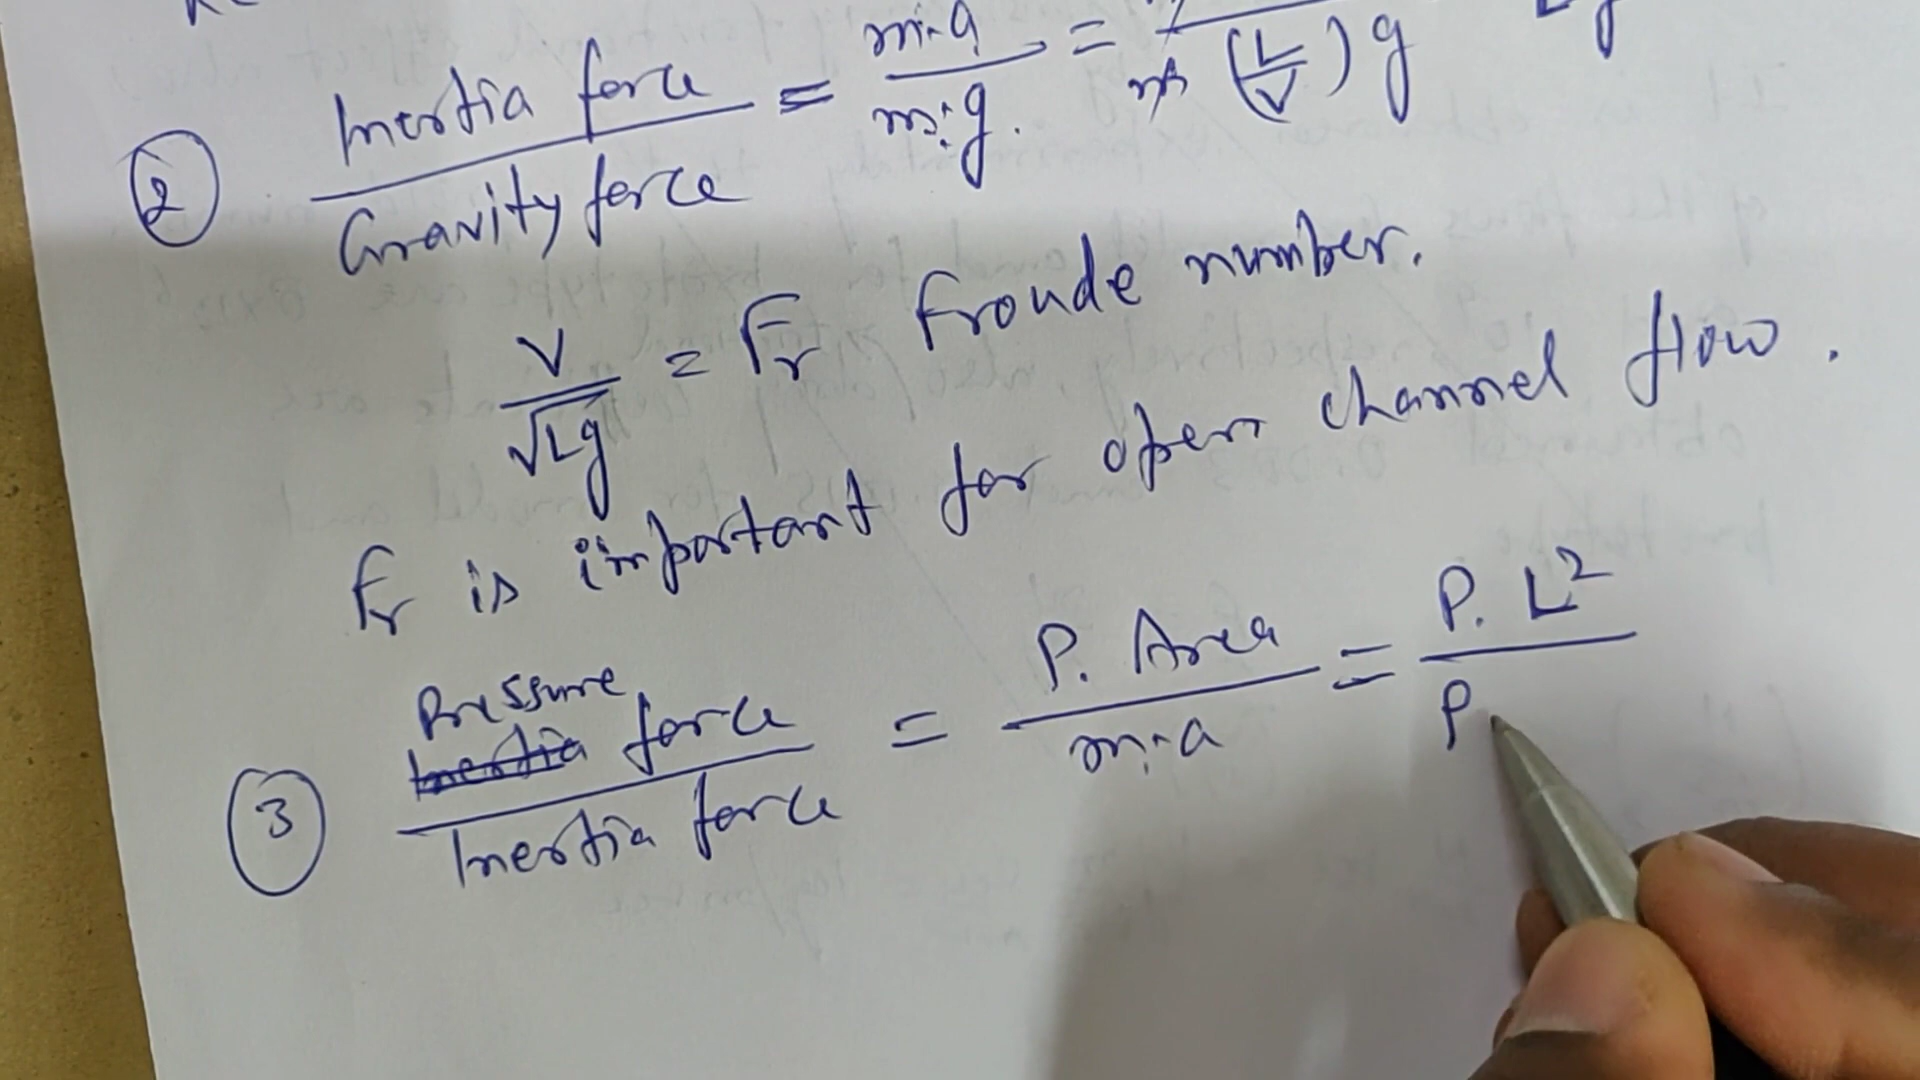 ② Inertia force / Gravity force = m·a / m·g. = / m (L/V) g
V / √Lg = Fr Froude number.
Fr is important for open channel flow.
③ Pressure force / Inertia force = P. Area / m·a = P. L² / ρ